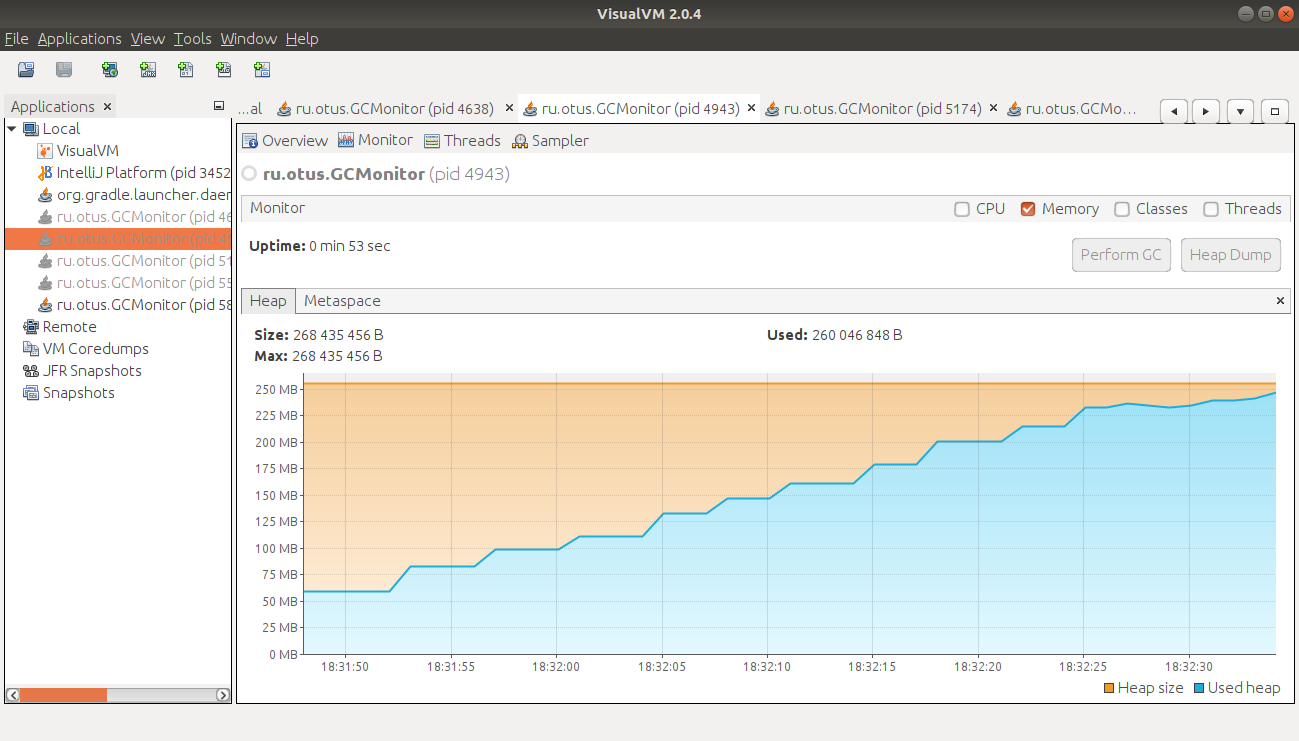 VisualVM 2.0.4
File Applications View Tools Window Help
Applications
...al ru.otus.GCMonitor (pid 4638) ru.otus.GCMonitor (pid 4943) ru.otus.GCMonitor (pid 5174) ru.otus.GCMo...
Local
VisualVM
IntelliJ Platform (pid 3452
org.gradle.launcher.daer
ru.otus.GCMonitor (pid 46
ru.otus.GCMonitor (pid 49
ru.otus.GCMonitor (pid 51
ru.otus.GCMonitor (pid 55
ru.otus.GCMonitor (pid 58
Remote
VM Coredumps
JFR Snapshots
Snapshots
Overview Monitor Threads Sampler
ru.otus.GCMonitor (pid 4943)
Monitor CPU Memory Classes Threads
Uptime: 0 min 53 sec
Perform GC Heap Dump
Heap Metaspace
Size: 268 435 456 B Used: 260 046 848 B
Max: 268 435 456 B
250 MB
225 MB
200 MB
175 MB
150 MB
125 MB
100 MB
75 MB
50 MB
25 MB
0 MB
18:31:50 18:31:55 18:32:00 18:32:05 18:32:10 18:32:15 18:32:20 18:32:25 18:32:30
Heap size Used heap